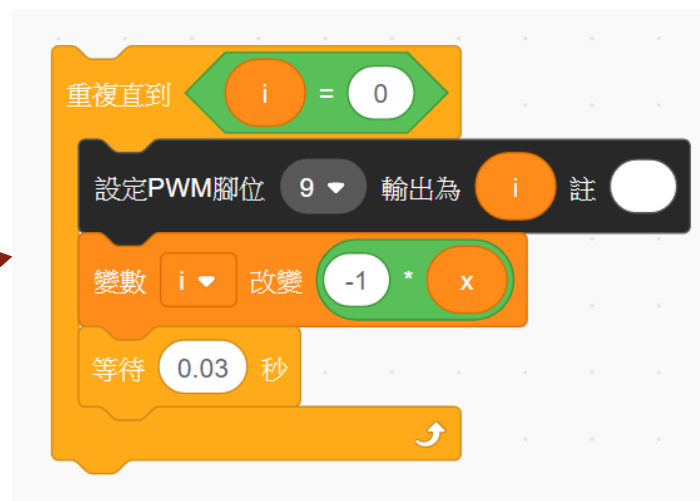 重複直到 i = 0
設定PWM腳位 9 輸出為 i 註
變數 i 改變 -1 * x
等待 0.03 秒